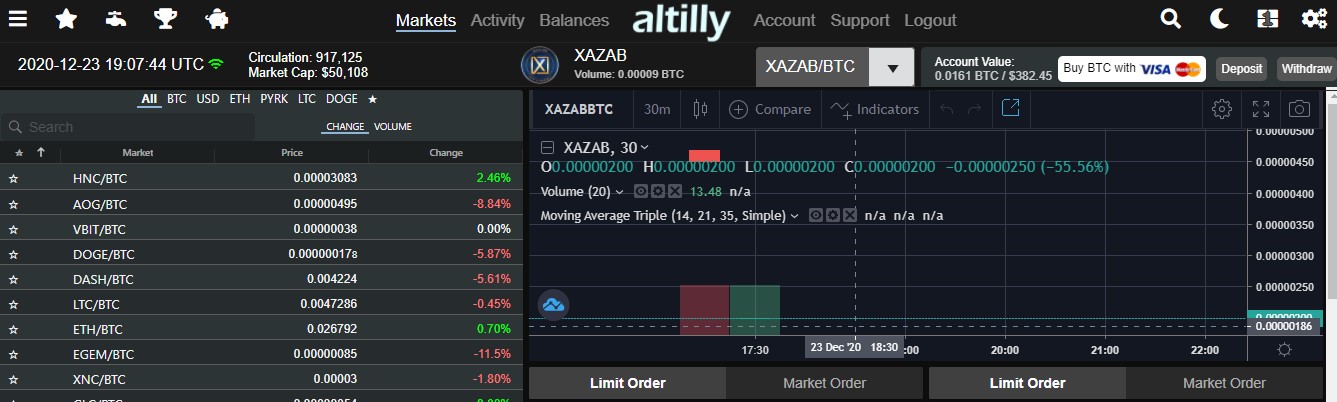 Markets Activity Balances altilly Account Support Logout
2020-12-23 19:07:44 UTC
Circulation: 917,125
Market Cap: $50,108
XAZAB
Volume: 0.00009 BTC
XAZAB/BTC
Account Value:
0.0161 BTC / $382.45
Buy BTC with VISA
Deposit
Withdraw
All BTC USD ETH PYRK LTC DOGE
Search
CHANGE VOLUME
Market Price Change
HNC/BTC 0.00003083 2.46%
AOG/BTC 0.00000495 -8.84%
VBIT/BTC 0.00000038 0.00%
DOGE/BTC 0.000000178 -5.87%
DASH/BTC 0.004224 -5.61%
LTC/BTC 0.0047286 -0.45%
ETH/BTC 0.026792 0.70%
EGEM/BTC 0.00000085 -11.5%
XNC/BTC 0.00003 -1.80%
XAZABBTC 30m Compare Indicators
XAZAB, 30
O0.00000200 H0.00000200 L0.00000200 C0.00000200 -0.00000250 (-55.56%)
Volume (20) 13.48 n/a
Moving Average Triple (14, 21, 35, Simple) n/a n/a n/a
0.00000500
0.00000450
0.00000400
0.00000350
0.00000300
0.00000250
0.00000200
0.00000186
17:30 23 Dec '20 18:30 :00 20:00 21:00 22:00
Limit Order Market Order Limit Order Market Order